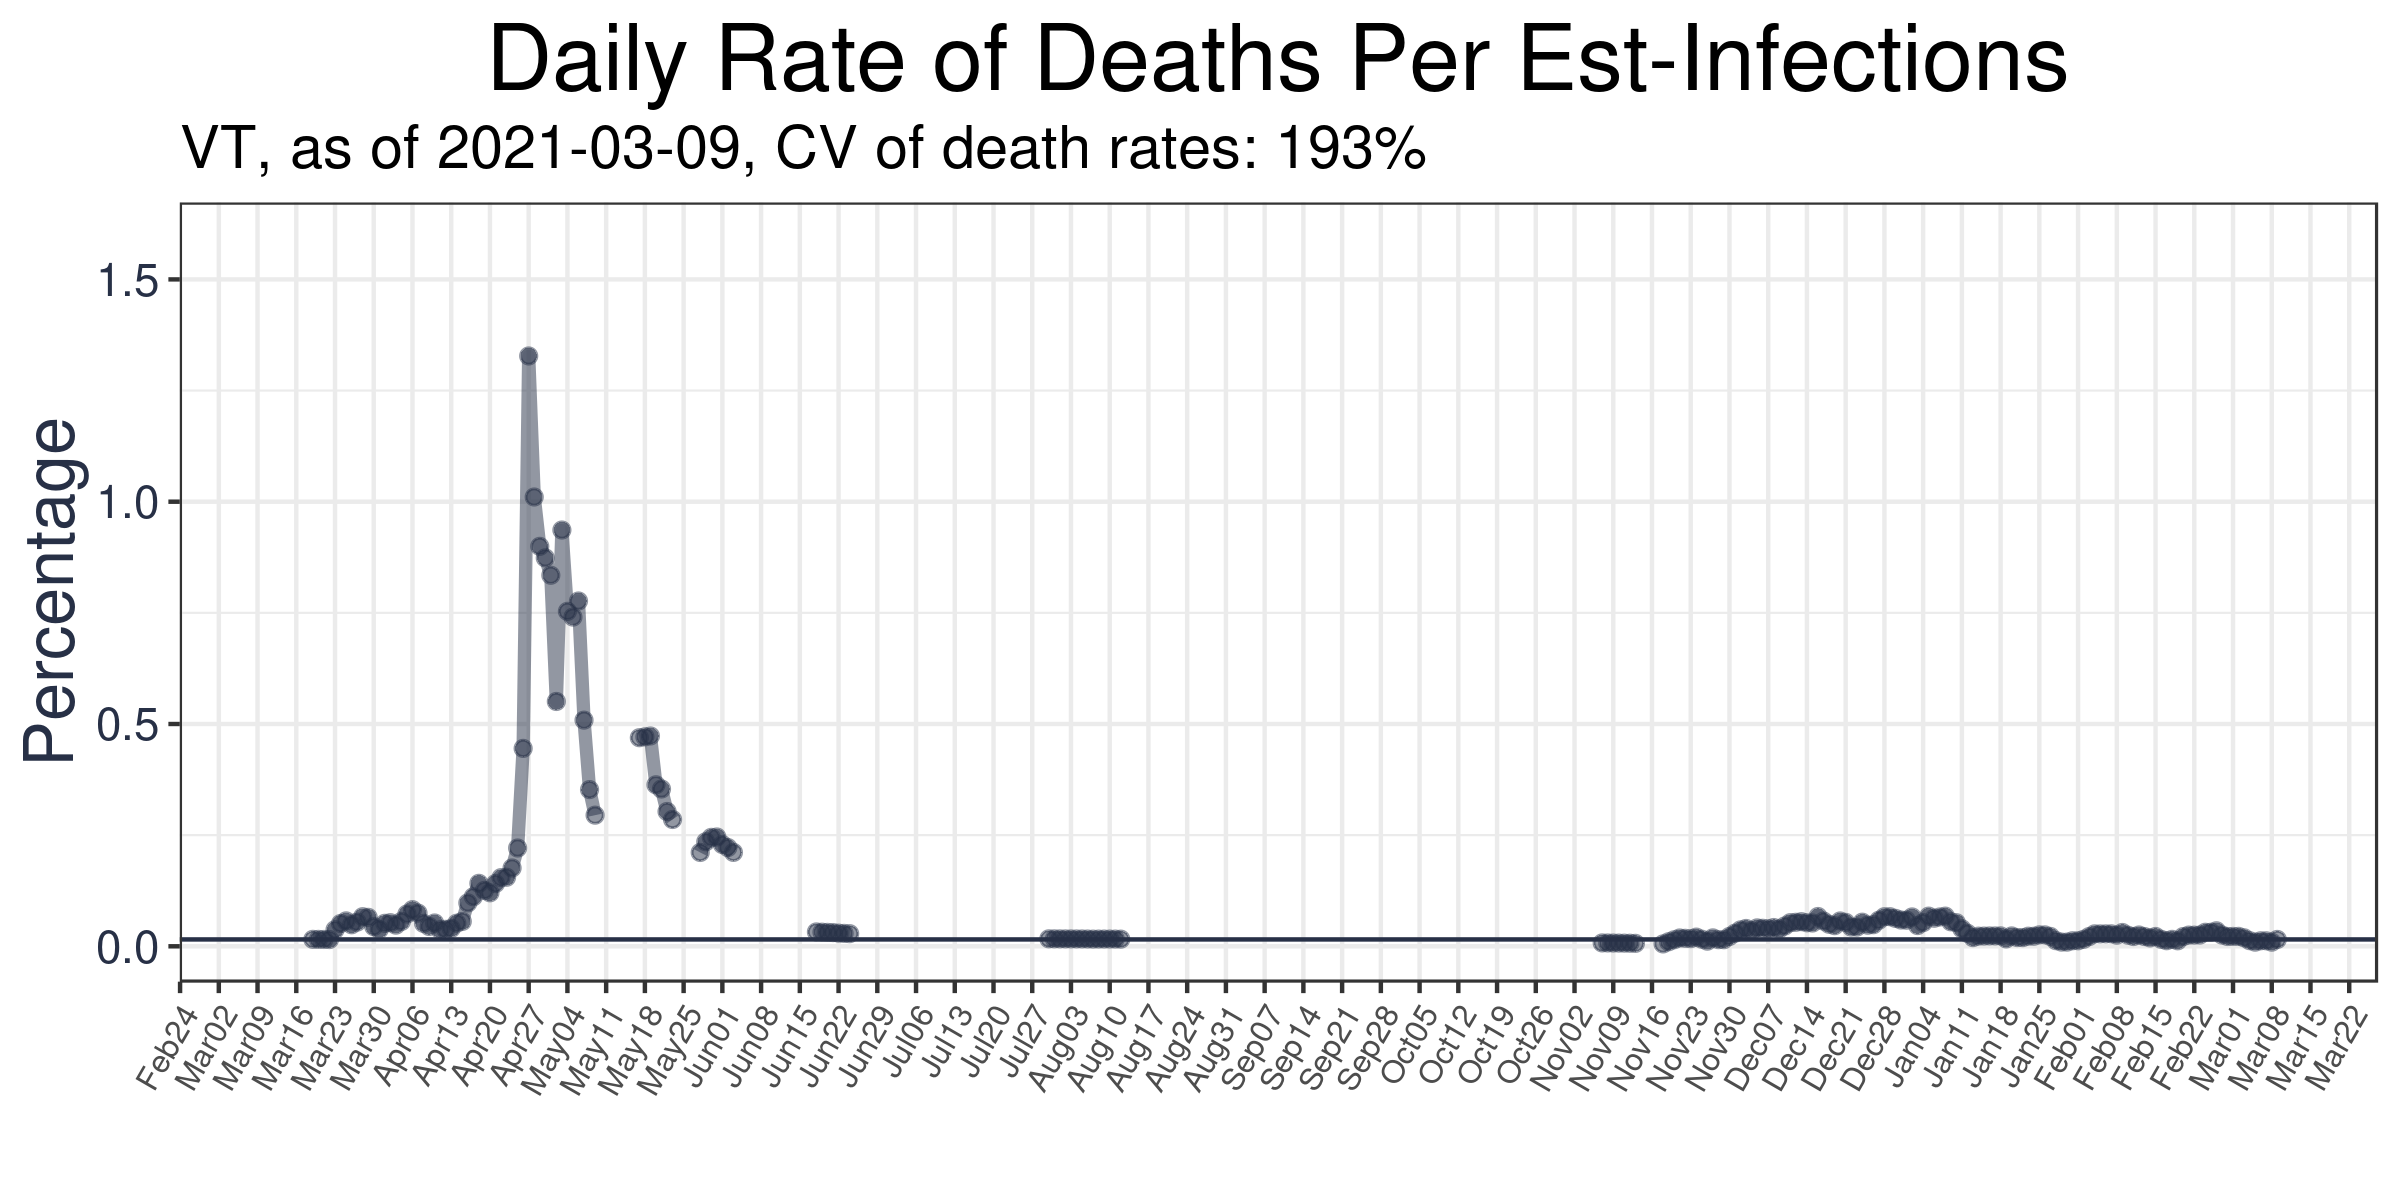 Daily Rate of Deaths Per Est-Infections
VT, as of 2021-03-09, CV of death rates: 193%
Percentage
1.5
1.0
0.5
0.0
Feb24
Mar02
Mar09
Mar16
Mar23
Mar30
Apr06
Apr13
Apr20
Apr27
May04
May11
May18
May25
Jun01
Jun08
Jun15
Jun22
Jun29
Jul06
Jul13
Jul20
Jul27
Aug03
Aug10
Aug17
Aug24
Aug31
Sep07
Sep14
Sep21
Sep28
Oct05
Oct12
Oct19
Oct26
Nov02
Nov09
Nov16
Nov23
Nov30
Dec07
Dec14
Dec21
Dec28
Jan04
Jan11
Jan18
Jan25
Feb01
Feb08
Feb15
Feb22
Mar01
Mar08
Mar15
Mar22